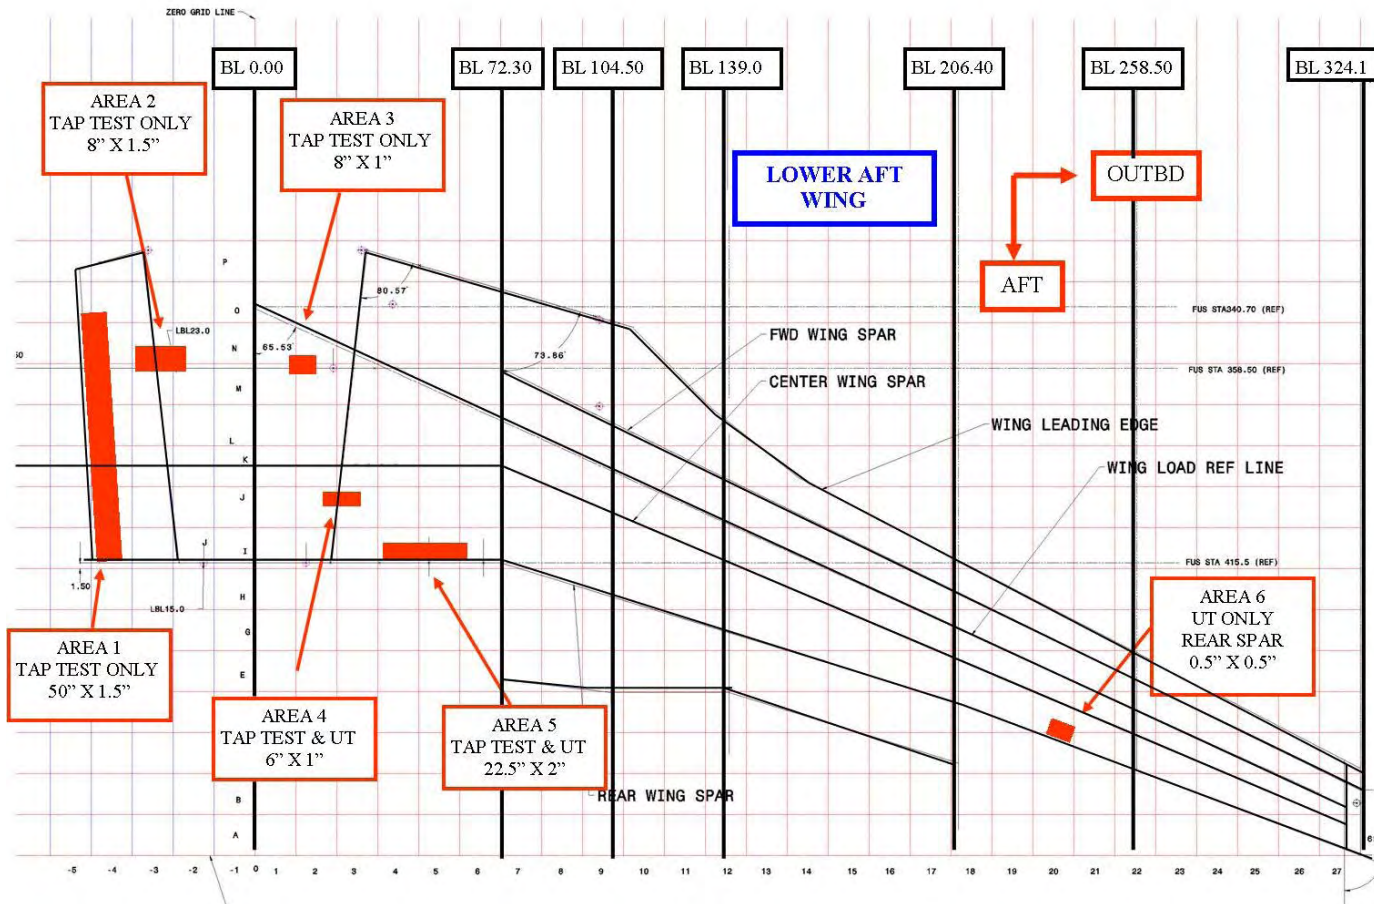 ZERO GRID LINE
BL 0.00
BL 72.30
BL 104.50
BL 139.0
BL 206.40
BL 258.50
BL 324.1
AREA 2
TAP TEST ONLY
8” X 1.5”
AREA 3
TAP TEST ONLY
8” X 1”
LOWER AFT
WING
OUTBD
AFT
P
O
N
M
L
K
J
I
H
G
E
B
A
80.57
65.53
73.86
LBL23.0
FUS STA340.70 (REF)
FUS STA 358.50 (REF)
FUS STA 415.5 (REF)
FWD WING SPAR
CENTER WING SPAR
WING LEADING EDGE
WING LOAD REF LINE
J
1.50
LBL15.0
AREA 1
TAP TEST ONLY
50” X 1.5”
AREA 4
TAP TEST & UT
6” X 1”
AREA 5
TAP TEST & UT
22.5” X 2”
AREA 6
UT ONLY
REAR SPAR
0.5” X 0.5”
REAR WING SPAR
-5 -4 -3 -2 -1 0 1 2 3 4 5 6 7 8 9 10 11 12 13 14 15 16 17 18 19 20 21 22 23 24 25 26 27